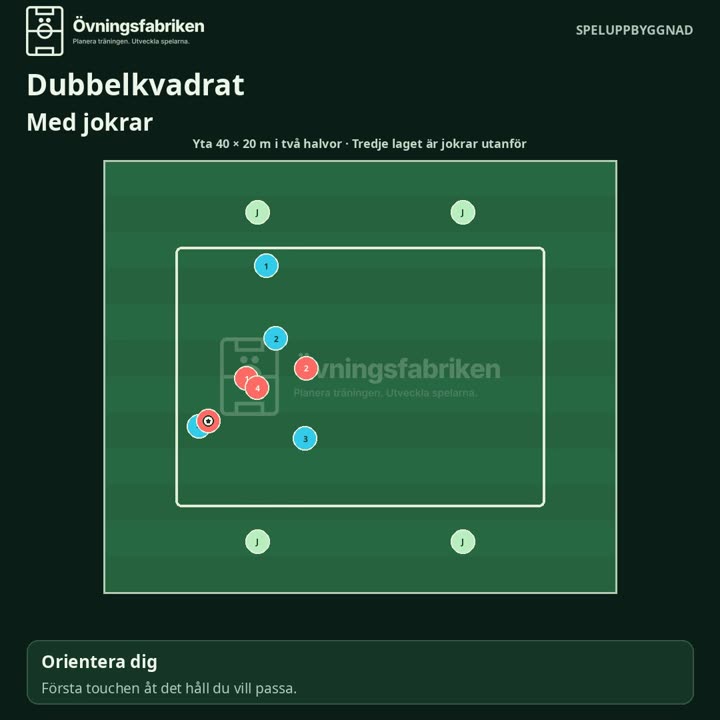 Övningsfabriken
Planera träningen. Utveckla spelarna.
SPELUPPBYGGNAD
Dubbelkvadrat
Med jokrar
Yta 40 × 20 m i två halvor · Tredje laget är jokrar utanför
J
J
1
2
Övningsfabriken
Planera träningen. Utveckla spelarna.
2
1
4
3
J
J
Orientera dig
Första touchen åt det håll du vill passa.